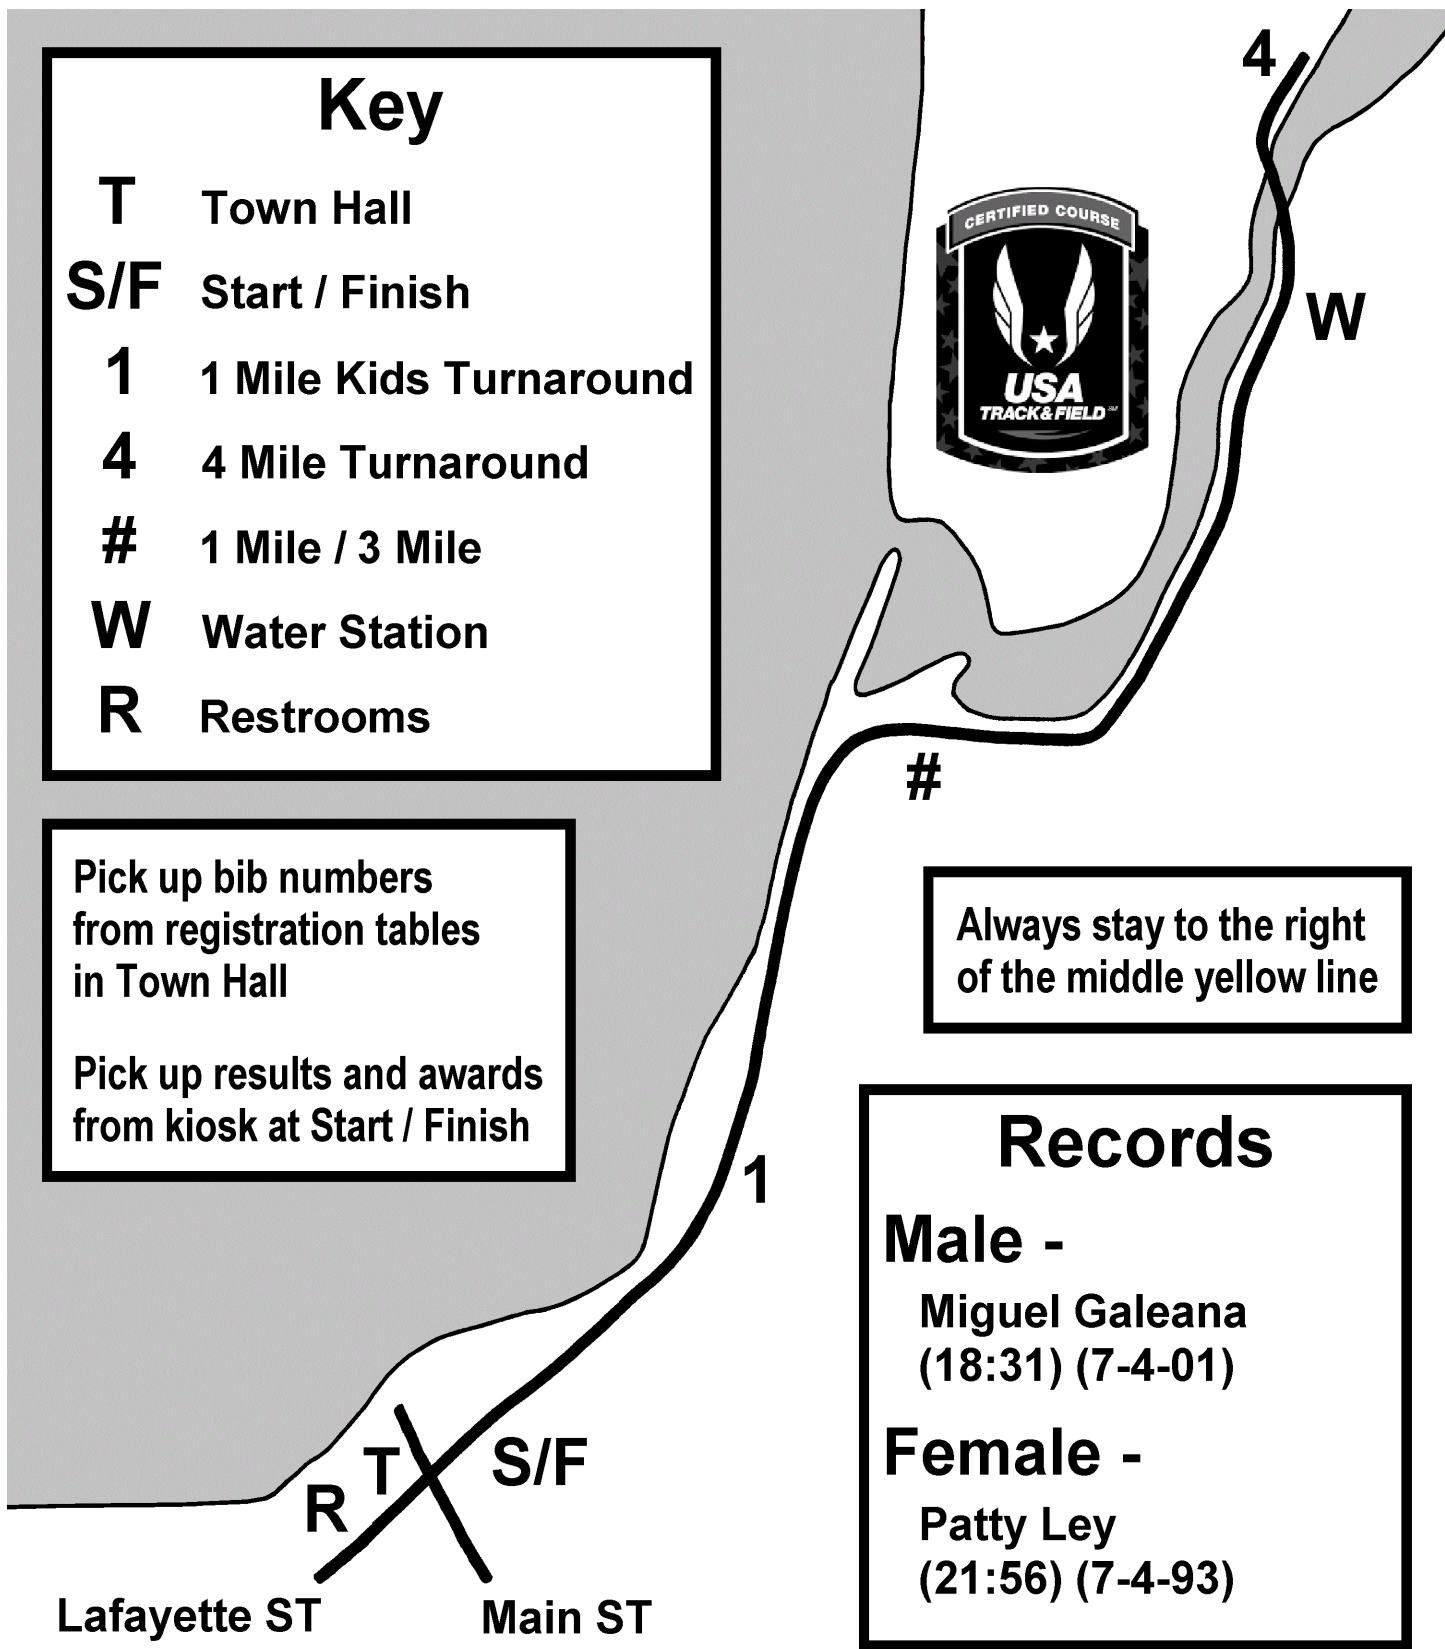 Key
T Town Hall
S/F Start / Finish
1 1 Mile Kids Turnaround
4 4 Mile Turnaround
# 1 Mile / 3 Mile
W Water Station
R Restrooms
Pick up bib numbers
from registration tables
in Town Hall
Pick up results and awards
from kiosk at Start / Finish
4
CERTIFIED COURSE
USA
TRACK & FIELD SM
W
#
Always stay to the right
of the middle yellow line
1
Records
Male -
Miguel Galeana
(18:31) (7-4-01)
Female -
Patty Ley
(21:56) (7-4-93)
T
S/F
R
Lafayette ST
Main ST